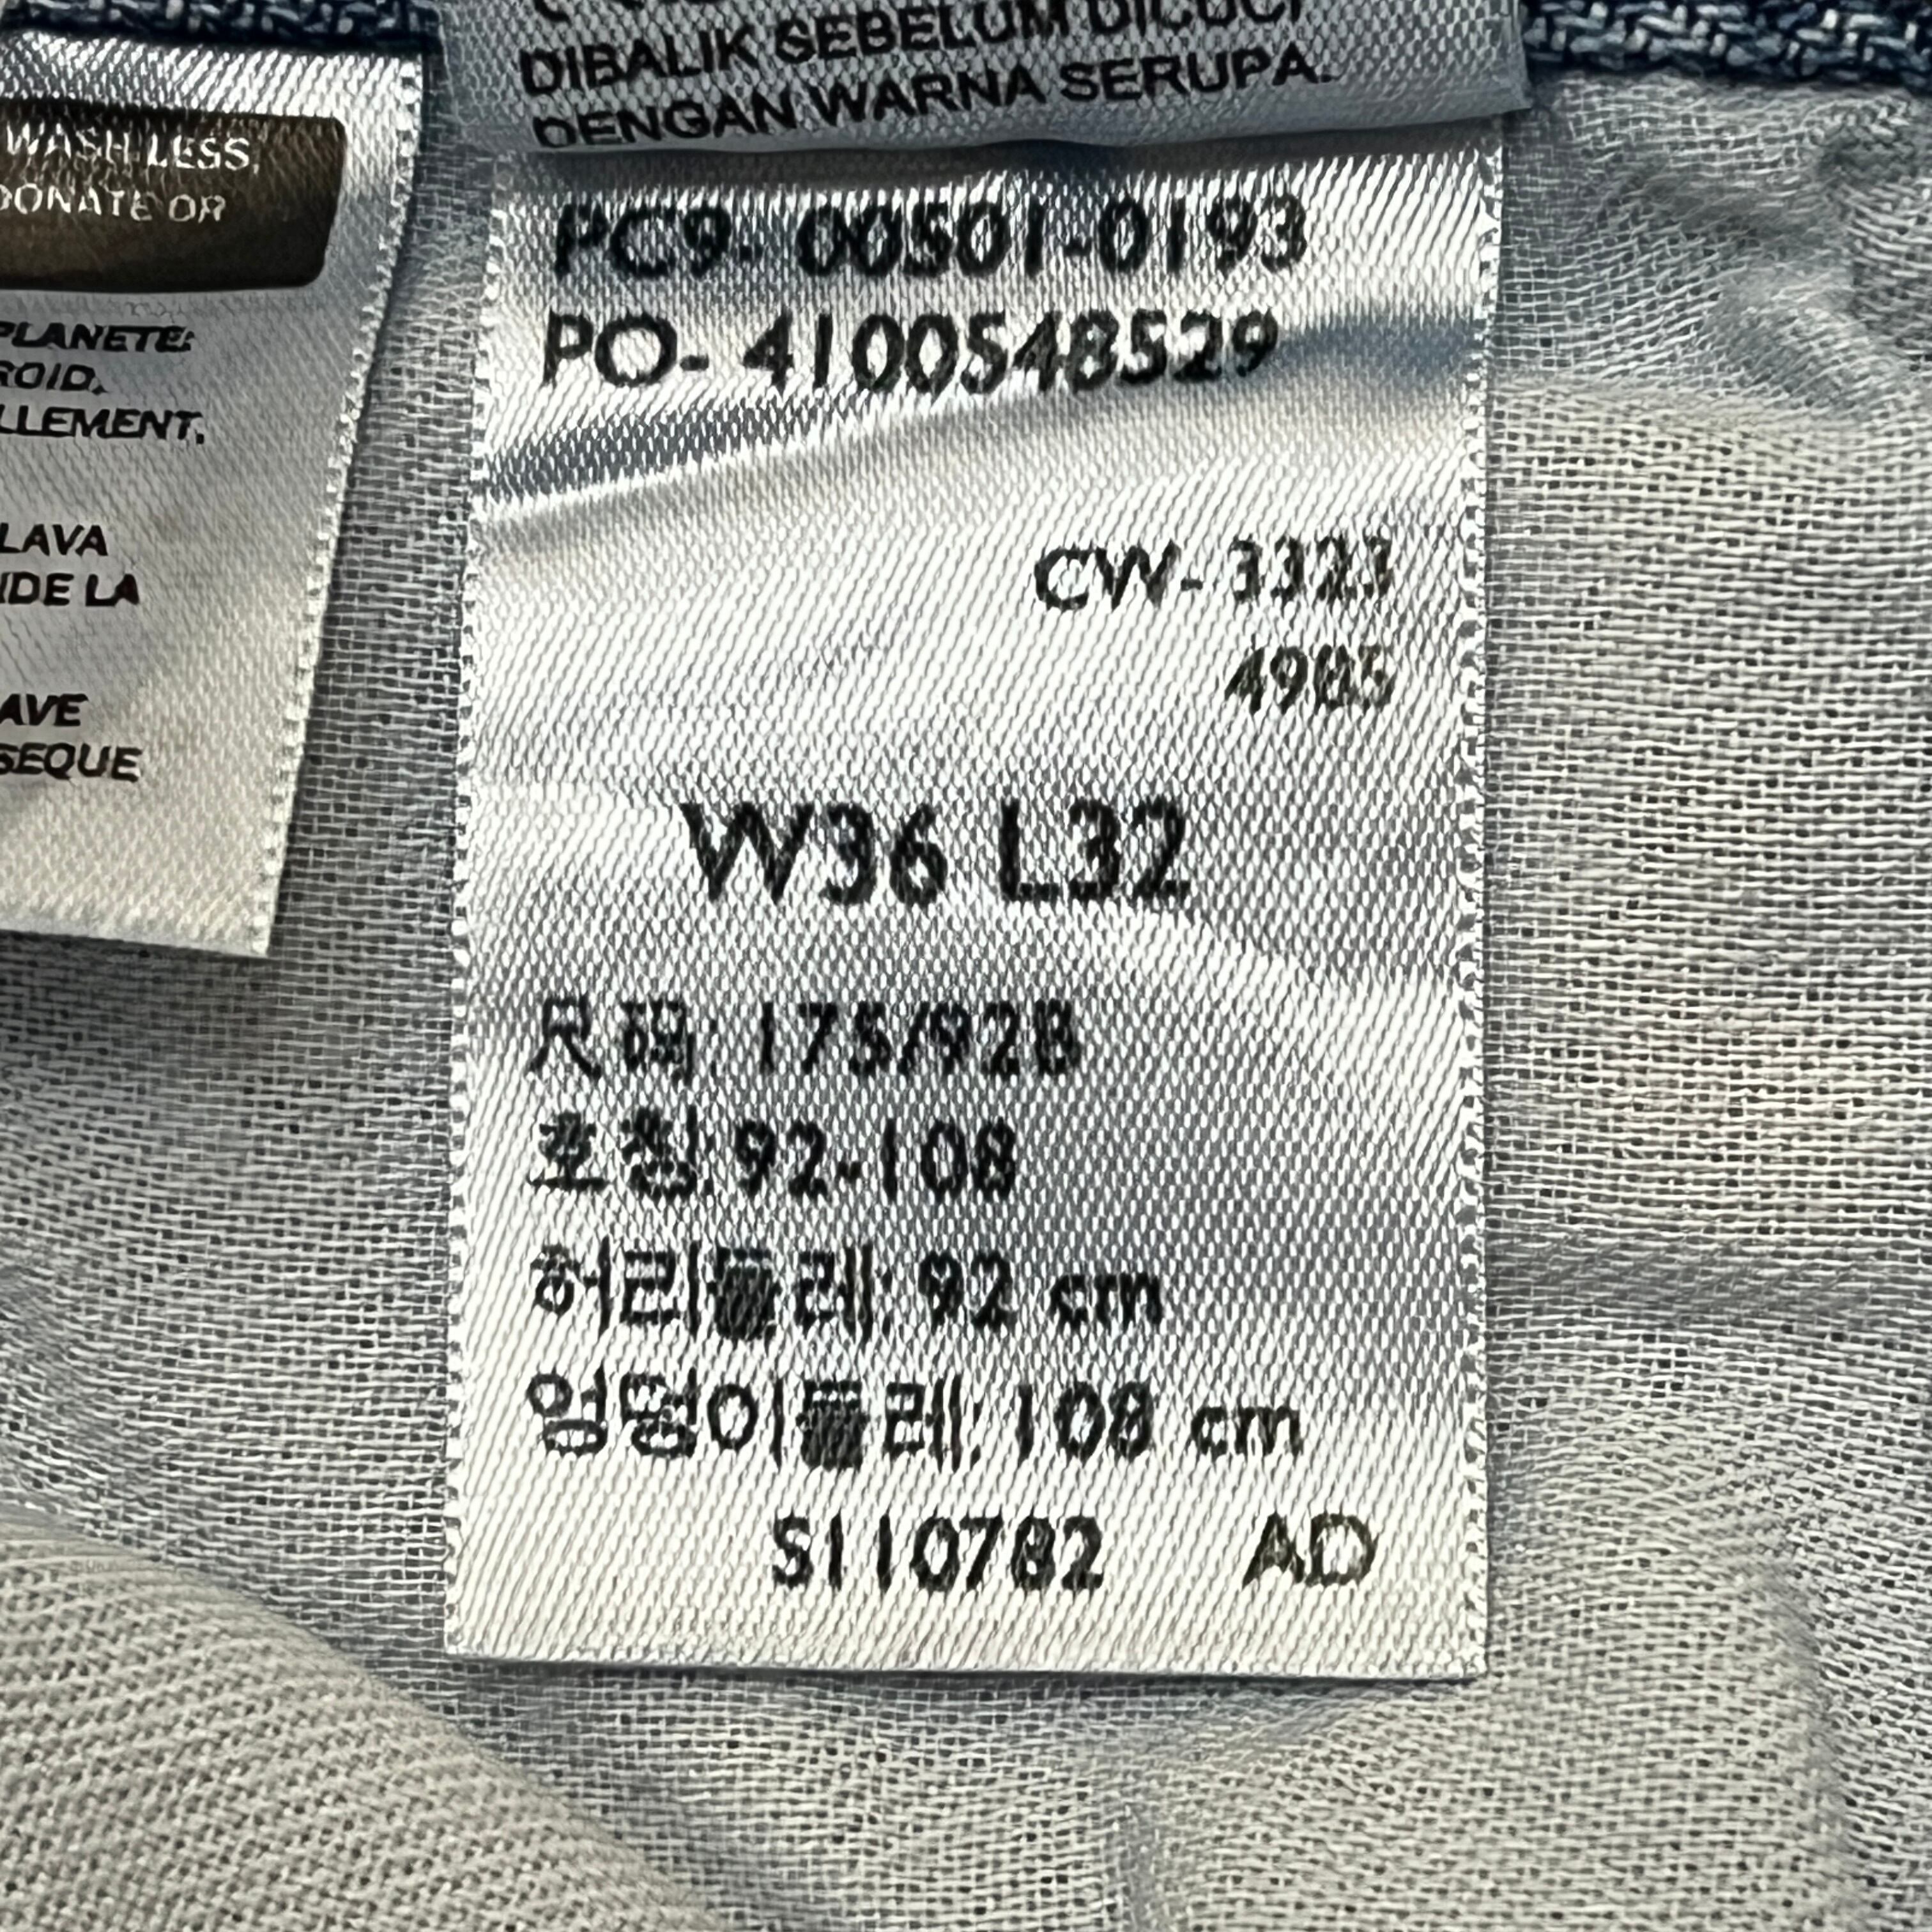 WASH LESS,
DONATE OR
PLANETE:
ROID,
LLEMENT,
LAVA
DE LA
AVE
SEQUE
DIBALIK SEBELUM DICUCI
DENGAN WARNA SERUPA.
PC9- 00501-0193
PO- 4100548529
CW- 3323
4985
W36 L32
尺码: 175/92B
호칭: 92-108
허리둘레: 92 cm
엉덩이둘레: 108 cm
S110782 AD